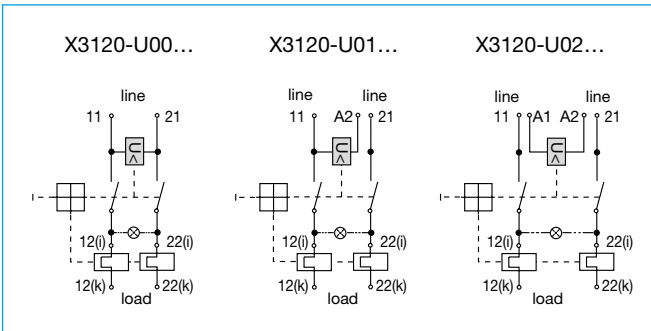 X3120-U00... X3120-U01... X3120-U02...
line
11 21
U<
12(i) 22(i)
12(k) 22(k)
load
line line
11 A2 21
U<
12(i) 22(i)
12(k) 22(k)
load
line line
11 A1 A2 21
U<
12(i) 22(i)
12(k) 22(k)
load